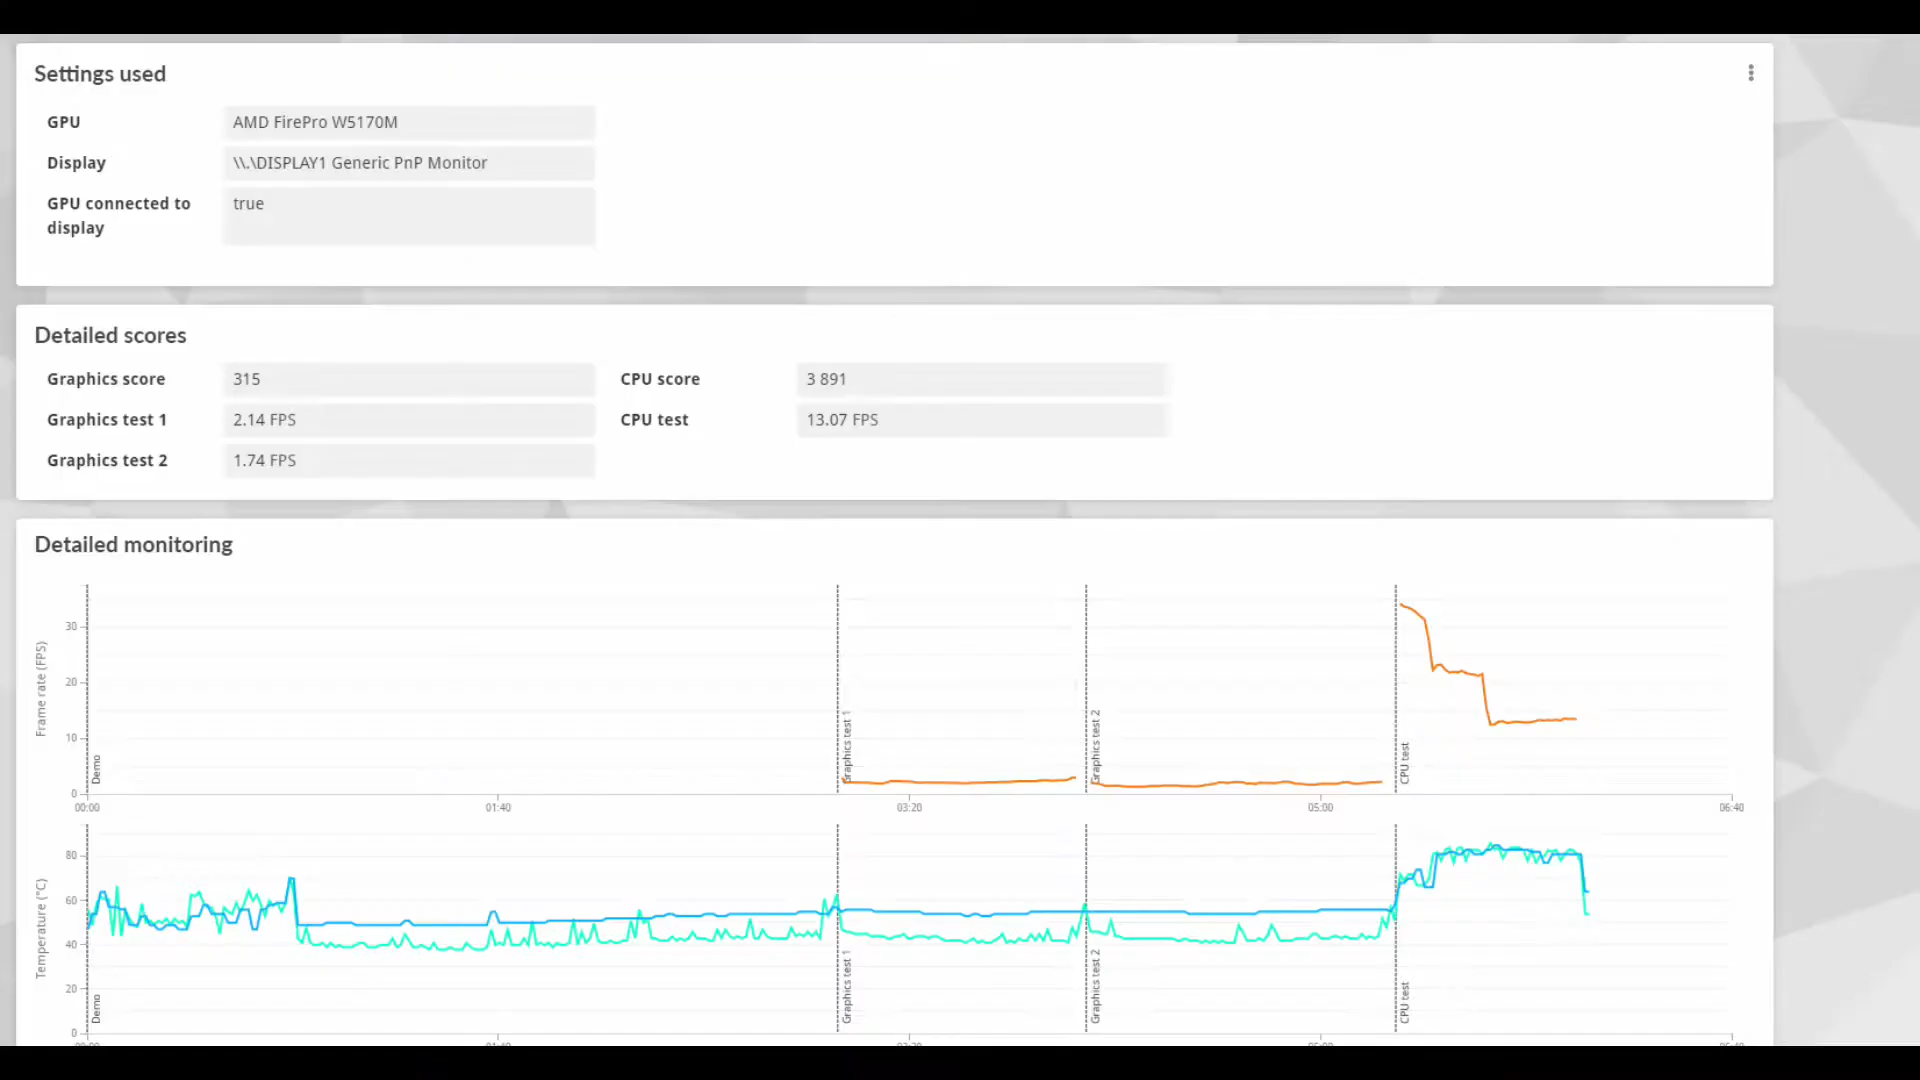 Settings used
GPU
AMD FirePro W5170M
Display
\\.\DISPLAY1 Generic PnP Monitor
GPU connected to
display
true
Detailed scores
Graphics score
315
CPU score
3 891
Graphics test 1
2.14 FPS
CPU test
13.07 FPS
Graphics test 2
1.74 FPS
Detailed monitoring
Frame rate (FPS)
30
20
10
0
Demo
Graphics test 1
Graphics test 2
CPU test
00:00
01:40
03:20
05:00
06:40
Temperature (°C)
80
60
40
20
0
Demo
Graphics test 1
Graphics test 2
CPU test